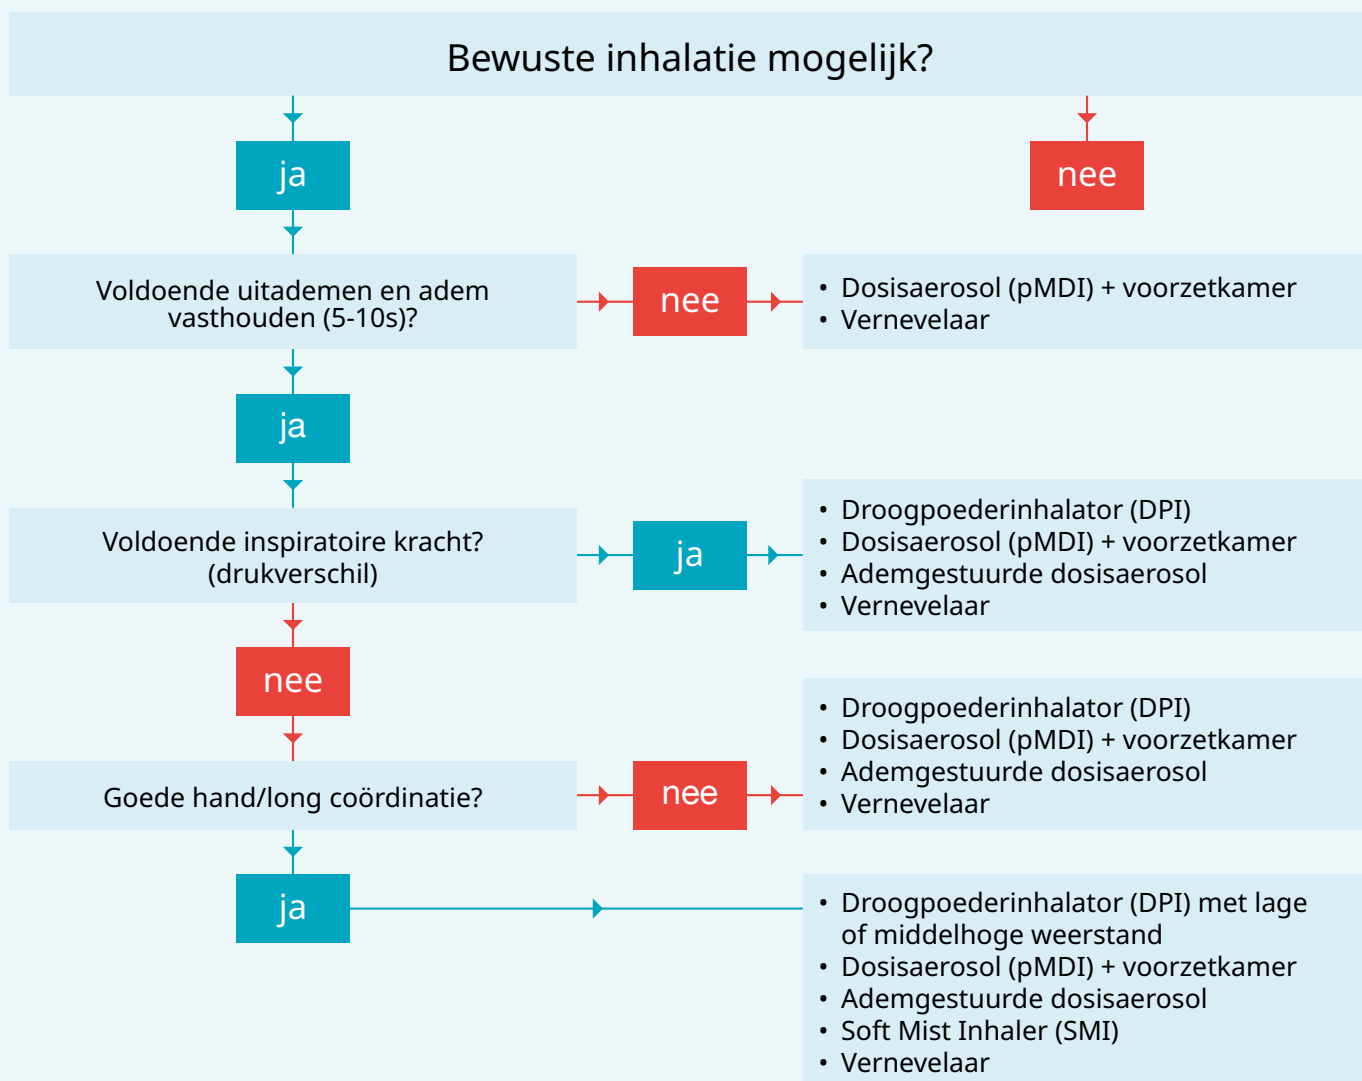 Bewuste inhalatie mogelijk?
ja
nee
Voldoende uitademen en adem
vasthouden (5-10s)?
nee
• Dosisaerosol (pMDI) + voorzetkamer
• Vernevelaar
ja
Voldoende inspiratoire kracht?
(drukverschil)
ja
• Droogpoederinhalator (DPI)
• Dosisaerosol (pMDI) + voorzetkamer
• Ademgestuurde dosisaerosol
• Vernevelaar
nee
Goede hand/long coördinatie?
nee
• Droogpoederinhalator (DPI)
• Dosisaerosol (pMDI) + voorzetkamer
• Ademgestuurde dosisaerosol
• Vernevelaar
ja
• Droogpoederinhalator (DPI) met lage
of middelhoge weerstand
• Dosisaerosol (pMDI) + voorzetkamer
• Ademgestuurde dosisaerosol
• Soft Mist Inhaler (SMI)
• Vernevelaar